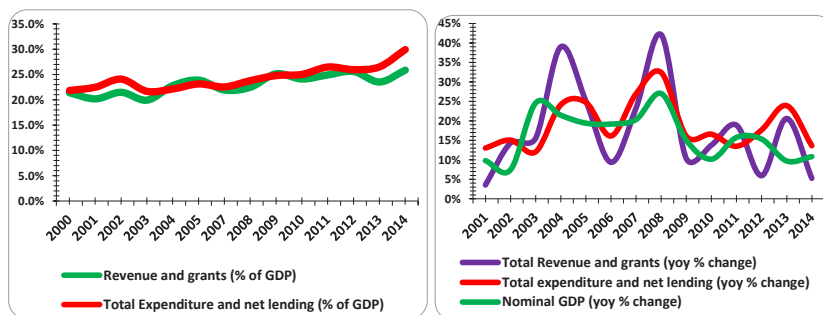 35.0%
30.0%
25.0%
20.0%
15.0%
10.0%
5.0%
0.0%
2000 2001 2002 2003 2004 2005 2006 2007 2008 2009 2010 2011 2012 2013 2014
Revenue and grants (% of GDP)
Total Expenditure and net lending (% of GDP)
45%
40%
35%
30%
25%
20%
15%
10%
5%
0%
2001 2002 2003 2004 2005 2006 2007 2008 2009 2010 2011 2012 2013 2014
Total Revenue and grants (yoy % change)
Total expenditure and net lending (yoy % change)
Nominal GDP (yoy % change)